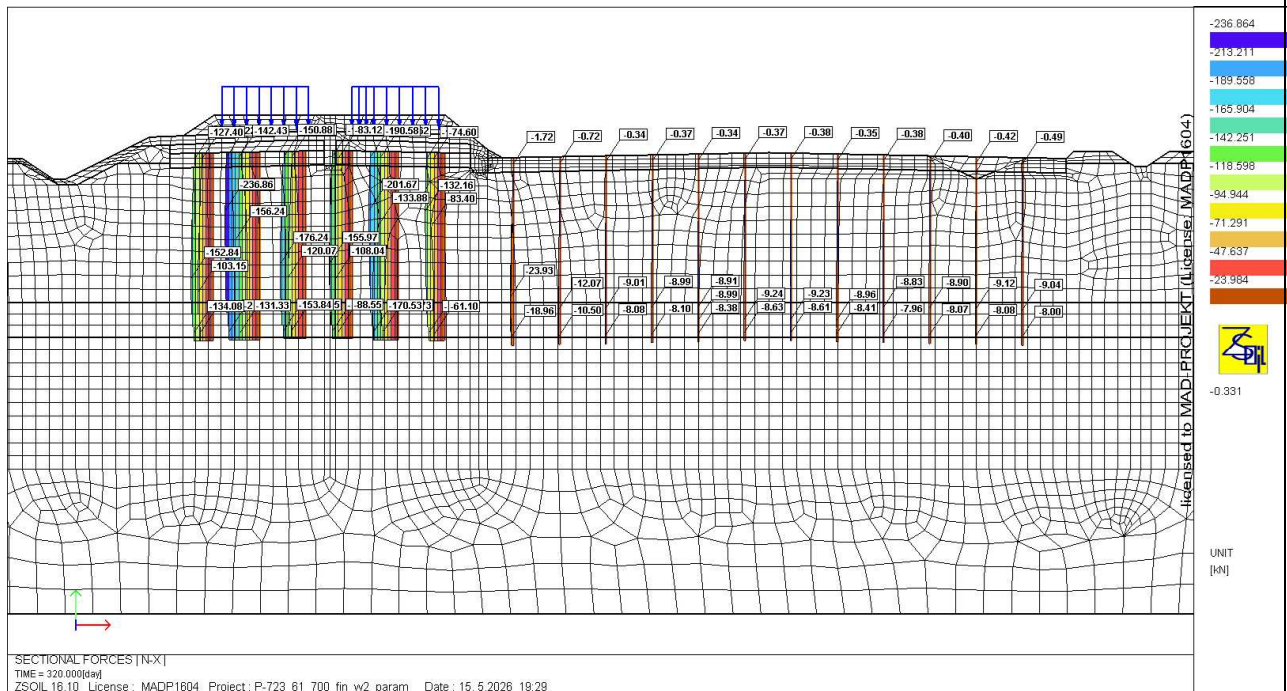 -236.864
-213.211
-189.558
-165.904
-142.251
-118.598
-94.944
-71.291
-47.637
-23.984
-0.331
UNIT
[kN]
licensed to MAD-PROJEKT (License: MADP1604)
-127.40 -142.43 -150.88 -83.12 -190.58 -74.60
-1.72 -0.72 -0.34 -0.37 -0.34 -0.37 -0.38 -0.35 -0.38 -0.40 -0.42 -0.49
-236.86 -201.67 -132.16
-156.24 -133.88 -83.40
-176.24 -155.97
-152.84 -120.07 -108.04
-103.15
-23.93 -12.07 -9.01 -8.99 -8.91 -9.24 -9.23 -8.96 -8.83 -8.90 -9.12 -9.04
-8.99
-134.08 -131.33 -153.84 -88.55 -170.53 -61.10
-18.96 -10.50 -8.08 -8.10 -8.38 -8.63 -8.61 -8.41 -7.96 -8.07 -8.08 -8.00
ZSOil
SECTIONAL FORCES | N-X |
TIME = 320.000[day]
ZSOIL 16.10 License : MADP1604 Project : P-723_61_700_fin_w2_param Date : 15. 5.2026 19:29